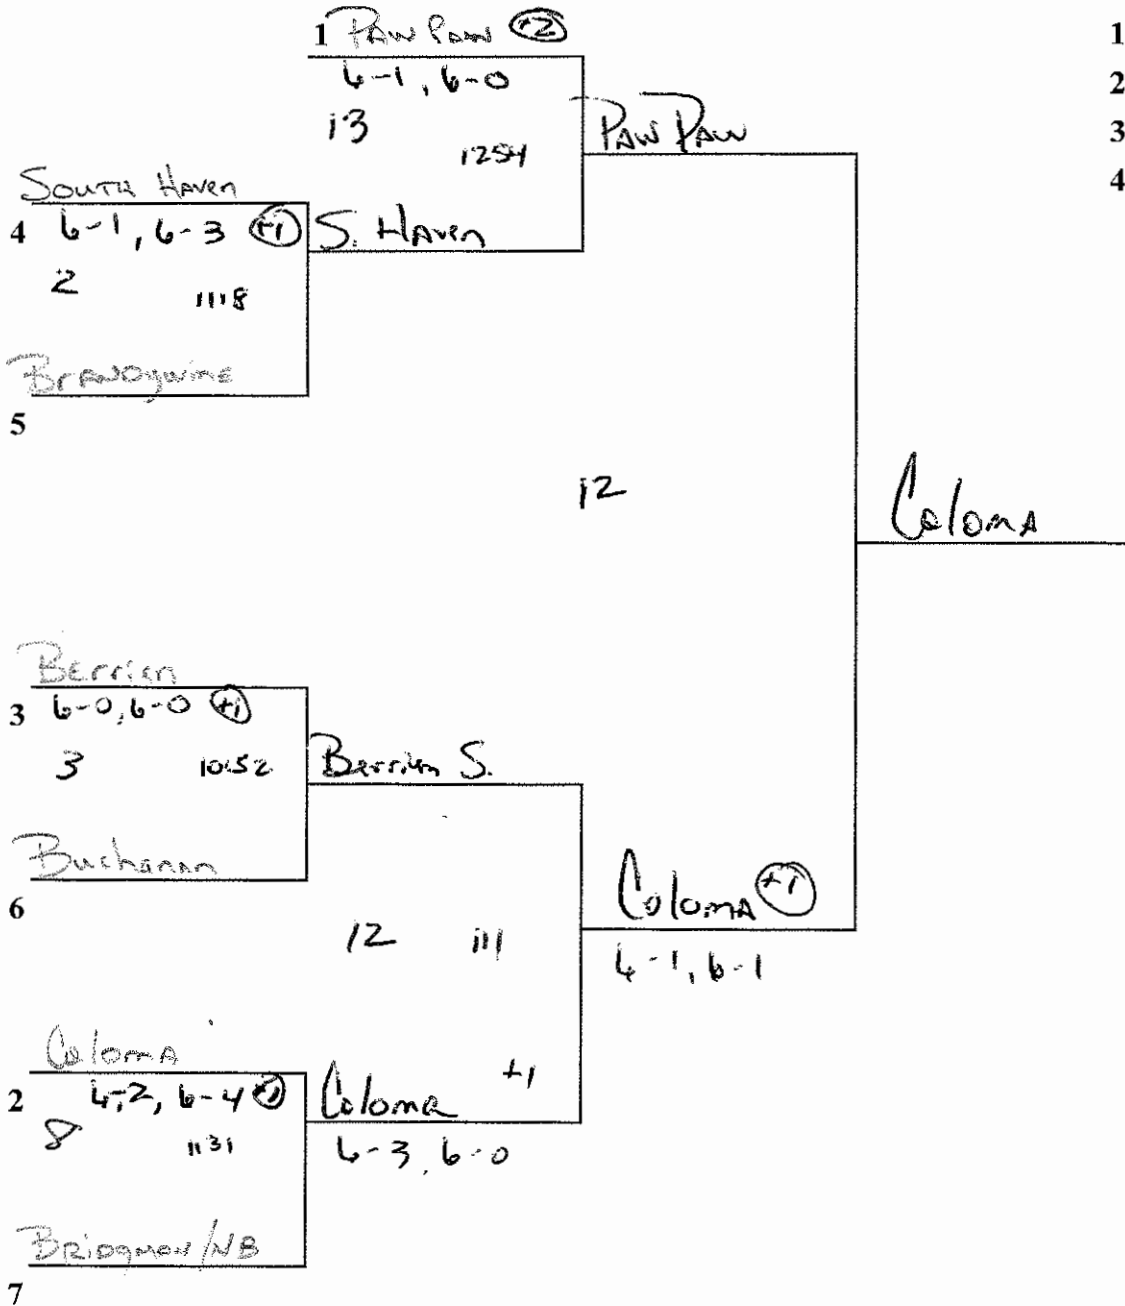 1 PAW PAW +2
1
6-1, 6-0
2
13
PAW PAW
3
1254
4
SOUTH HAVEN
4 6-1, 6-3 +1
S. HAVEN
2
1118
BRANDYWINE
5
12
Coloma
Berrien
3 6-0, 6-0 +1
3
1052
Berrien S.
Buchanan
6
Coloma +1
12
111
6-1, 6-1
Coloma
+1
2 6-2, 6-4 +1
Coloma
8
1131
6-3, 6-0
BRIDGMAN/NB
7